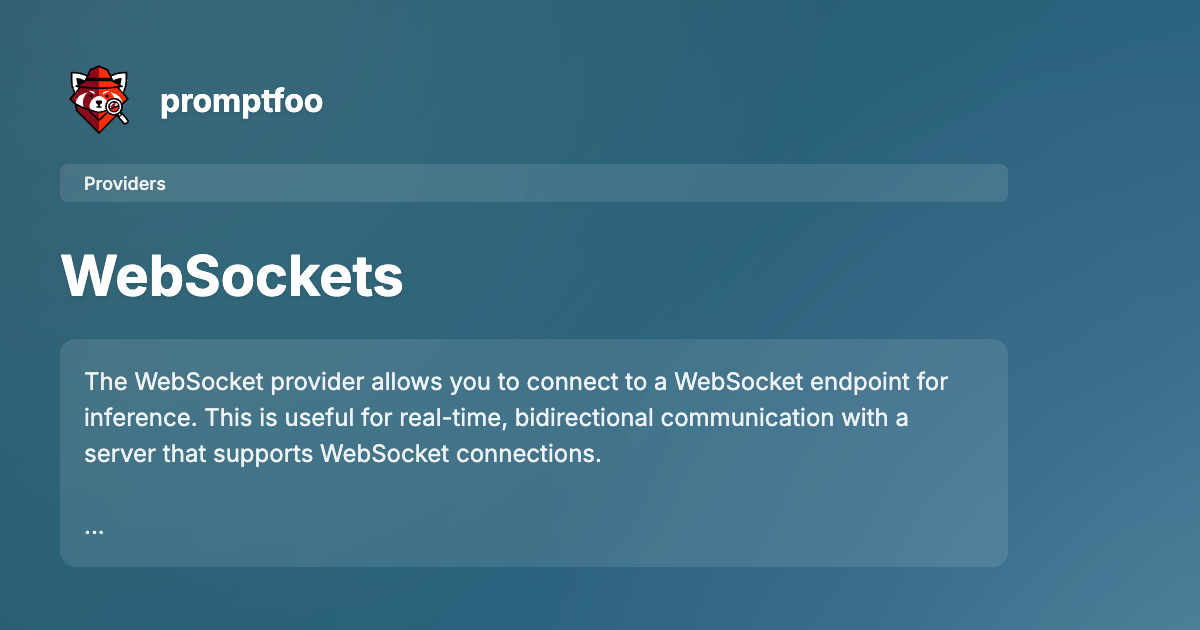 promptfoo
Providers
WebSockets
The WebSocket provider allows you to connect to a WebSocket endpoint for
inference. This is useful for real-time, bidirectional communication with a
server that supports WebSocket connections.
...